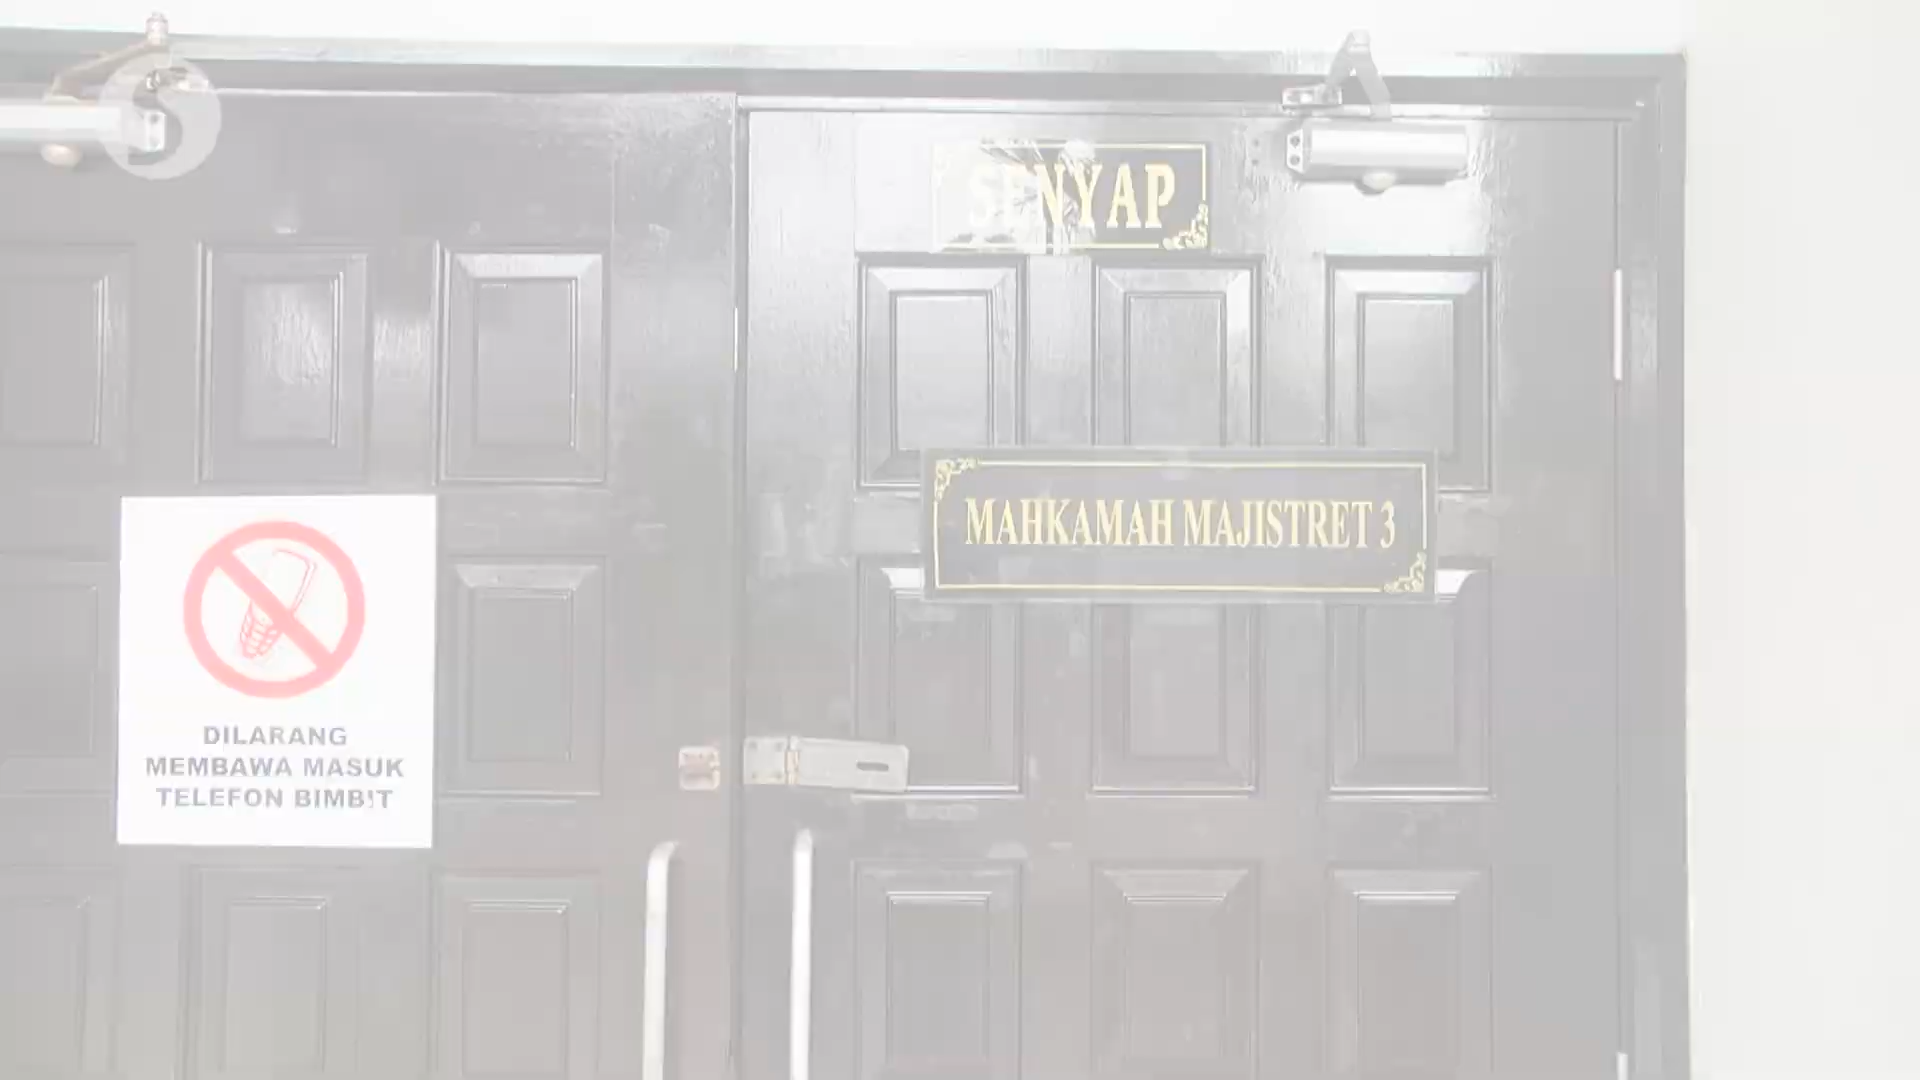 SENYAP
MAHKAMAH MAJISTRET 3
DILARANG
MEMBAWA MASUK
TELEFON BIMBIT